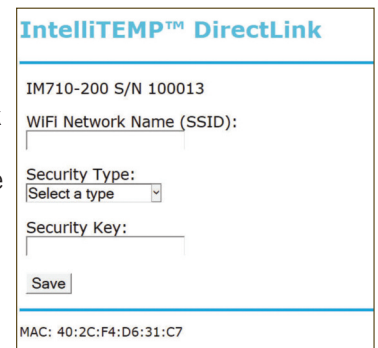 IntelliTEMP™ DirectLink
IM710-200 S/N 100013
WiFi Network Name (SSID):
Security Type:
Select a type
Security Key:
Save
MAC: 40:2C:F4:D6:31:C7